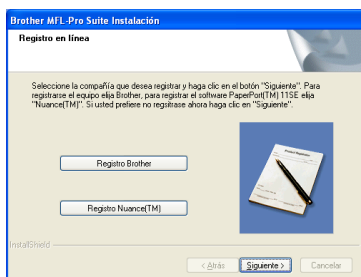 Brother MFL-Pro Suite Instalación
Registro en línea
Seleccione la compañía que desea registrar y haga clic en el botón "Siguiente". Para
registrarse el equipo elija Brother, para registrar el software PaperPort(TM) 11SE elija
"Nuance(TM)". Si usted prefiere no regsitrase ahora haga clic en "Siguiente".
Registro Brother
Registro Nuance(TM)
InstallShield
< Atrás
Siguiente >
Cancelar